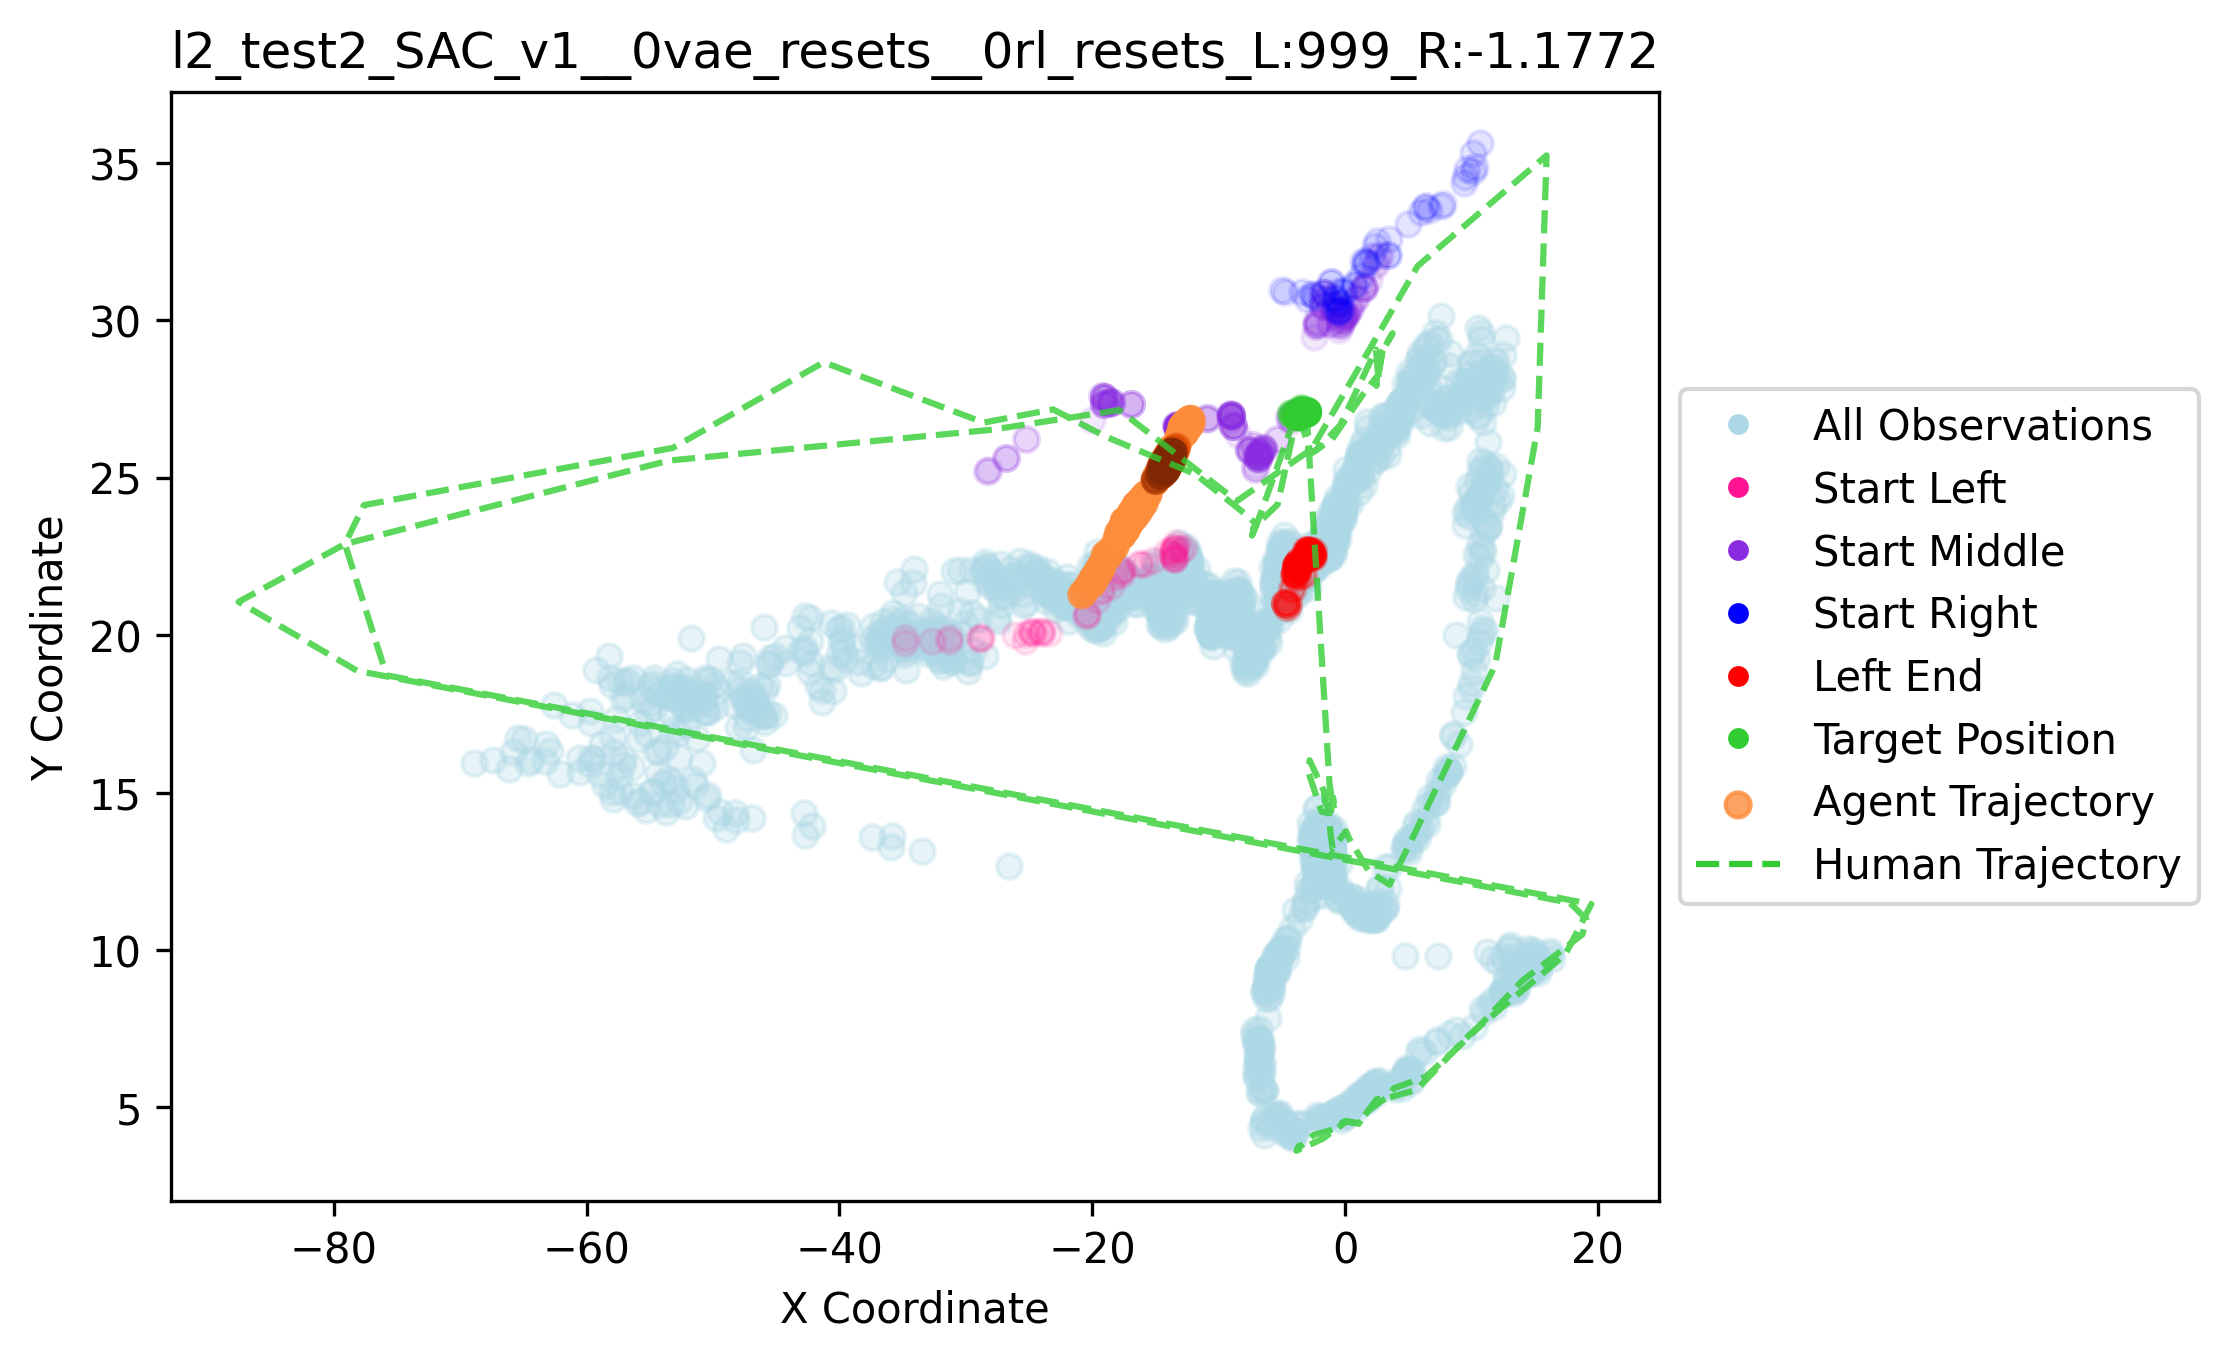 l2_test2_SAC_v1__0vae_resets__0rl_resets_L:999_R:-1.1772
35
30
25
20
15
10
5
Y Coordinate
−80
−60
−40
−20
0
20
X Coordinate
All Observations
Start Left
Start Middle
Start Right
Left End
Target Position
Agent Trajectory
Human Trajectory